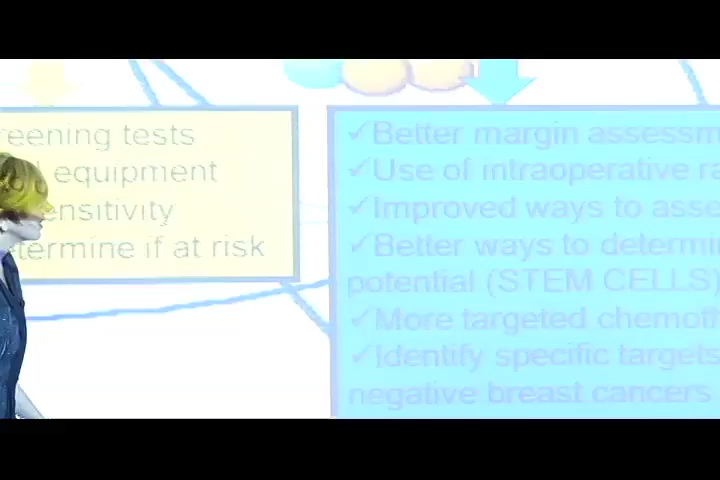 reening tests
equipment
ensitivity
termine if at risk
✓Better margin assessm
✓Use of intraoperative ra
✓Improved ways to asse
✓Better ways to determi
potential (STEM CELLS)
✓More targeted chemoth
✓Identify specific targets
negative breast cancers